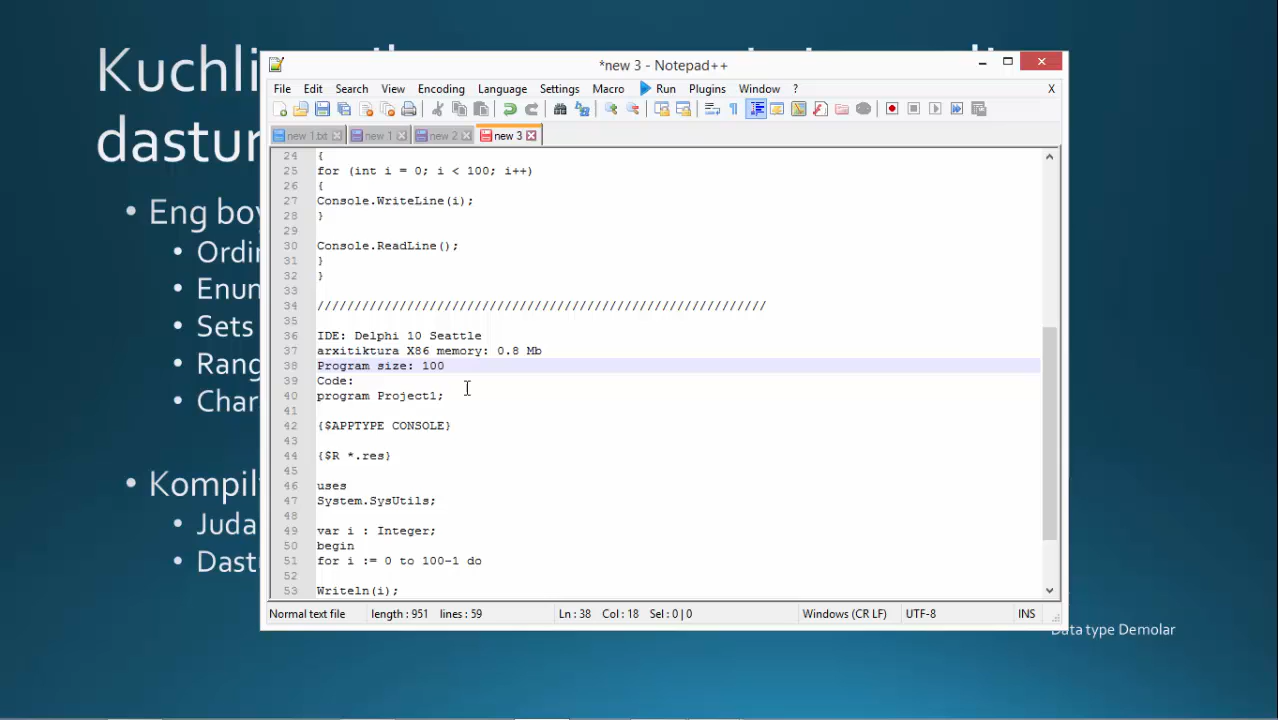 Kuchli
dastur
Eng boy
Ordin
Enum
Sets
Rang
Char
Kompil
Juda
Dast
Data type Demolar
*new 3 - Notepad++
File Edit Search View Encoding Language Settings Macro Run Plugins Window ? X
new 1.txt new 1 new 2 new 3
24 {
25 for (int i = 0; i < 100; i++)
26 {
27 Console.WriteLine(i);
28 }
29
30 Console.ReadLine();
31 }
32 }
33
34 ////////////////////////////////////////////////////////////
35
36 IDE: Delphi 10 Seattle
37 arxitiktura X86 memory: 0.8 Mb
38 Program size: 100
39 Code:
40 program Project1;
41
42 {$APPTYPE CONSOLE}
43
44 {$R *.res}
45
46 uses
47 System.SysUtils;
48
49 var i : Integer;
50 begin
51 for i := 0 to 100-1 do
52
53 Writeln(i);
Normal text file length : 951 lines : 59 Ln : 38 Col : 18 Sel : 0 | 0 Windows (CR LF) UTF-8 INS